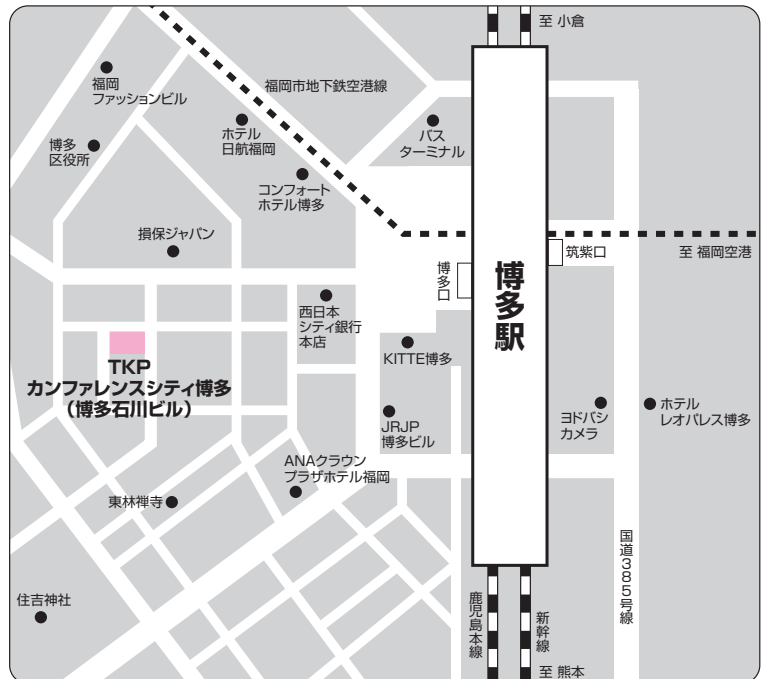 至 小倉
福岡
ファッションビル
福岡市地下鉄空港線
ホテル
日航福岡
バス
ターミナル
博多
区役所
コンフォート
ホテル博多
損保ジャパン
博多口
博多駅
筑紫口
至 福岡空港
西日本
シティ銀行
本店
KITTE博多
TKP
カンファレンスシティ博多
（博多石川ビル）
JRJP
博多ビル
ヨドバシ
カメラ
ホテル
レオパレス博多
ANAクラウン
プラザホテル福岡
東林禅寺
国道385号線
住吉神社
鹿児島本線
新幹線
至 熊本